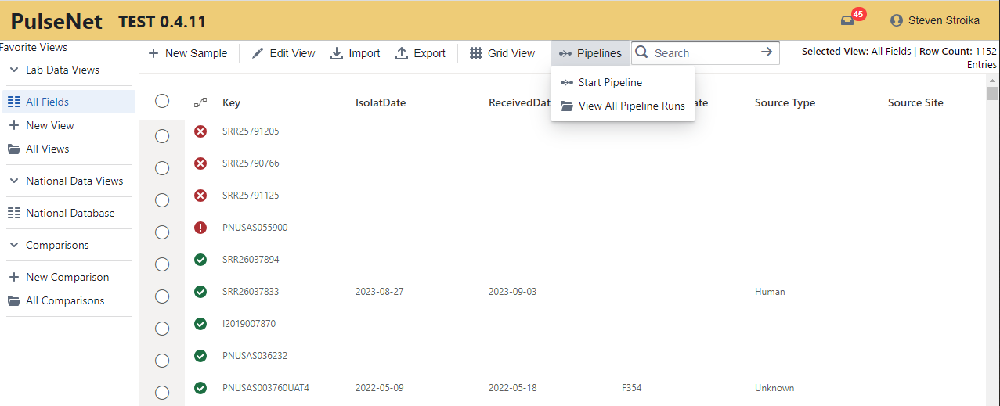 PulseNet TEST 0.4.11
45
Steven Stroika
Favorite Views
Lab Data Views
All Fields
New View
All Views
National Data Views
National Database
Comparisons
New Comparison
All Comparisons
New Sample Edit View Import Export Grid View Pipelines Search
Selected View: All Fields | Row Count: 1152
Entries
Start Pipeline
View All Pipeline Runs
Key IsolatDate ReceivedDate ate Source Type Source Site
SRR25791205
SRR25790766
SRR25791125
PNUSAS055900
SRR26037894
SRR26037833 2023-08-27 2023-09-03 Human
I2019007870
PNUSAS036232
PNUSAS003760UAT4 2022-05-09 2022-05-18 F354 Unknown